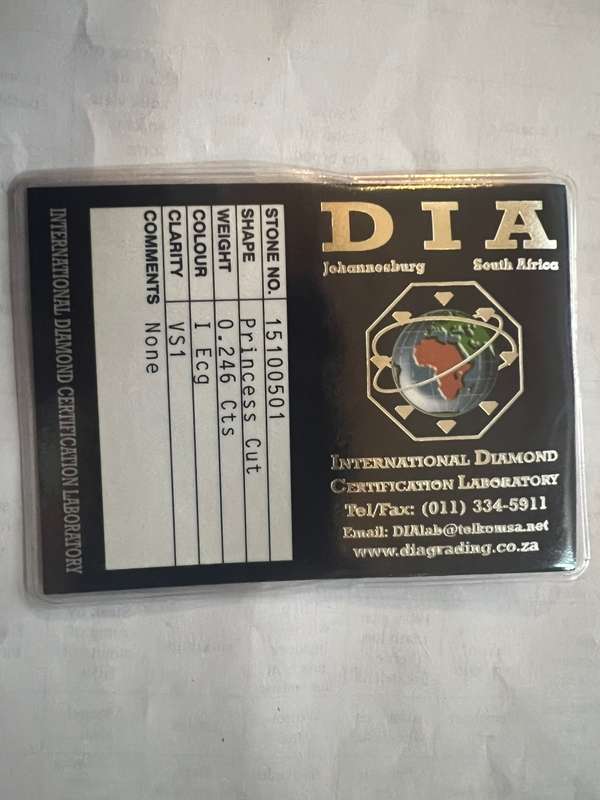 DIA
Johannesburg South Africa
INTERNATIONAL DIAMOND
CERTIFICATION LABORATORY
Tel/Fax: (011) 334-5911
Email: DIAlab@telkomsa.net
www.diagrading.co.za
STONE NO. 15100501
SHAPE Princess Cut
WEIGHT 0.246 Cts
COLOUR I Ecg
CLARITY VS1
COMMENTS None
INTERNATIONAL DIAMOND CERTIFICATION LABORATORY